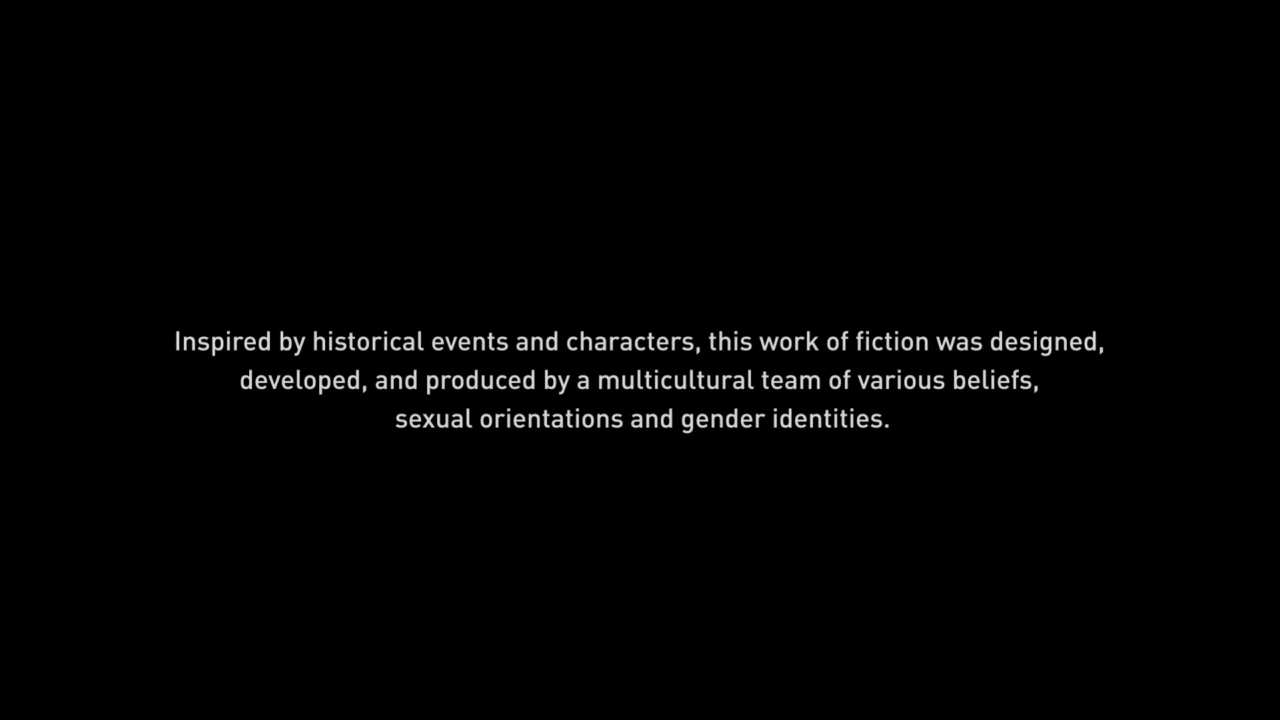 Inspired by historical events and characters, this work of fiction was designed,
developed, and produced by a multicultural team of various beliefs,
sexual orientations and gender identities.